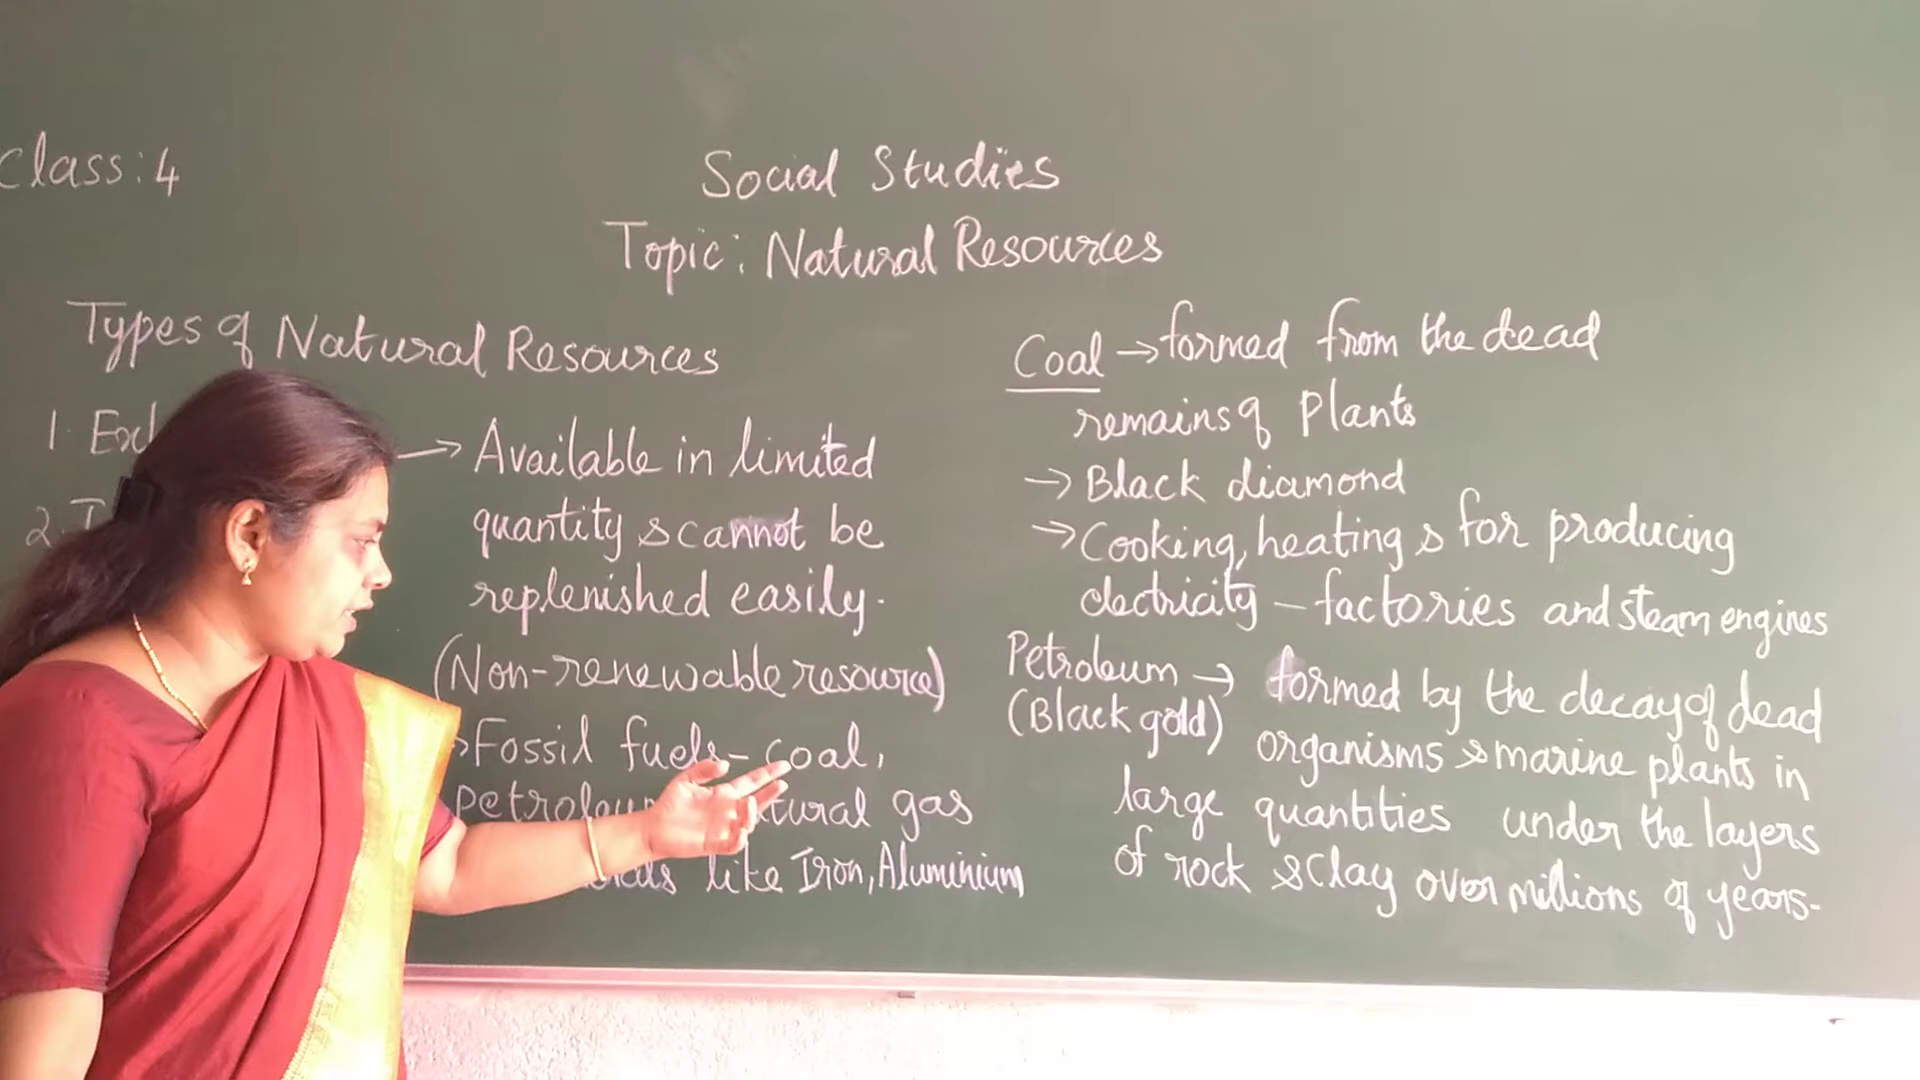 Class: 4
Social Studies
Topic: Natural Resources
Types of Natural Resources
1. Exh
2.
→ Available in limited
quantity & cannot be
replenished easily.
(Non-renewable resource)
→ Fossil fuels - coal,
petroleum gas
like Iron, Aluminium
Coal → formed from the dead
remains of Plants
→ Black diamond
→ Cooking, heating & for producing
electricity - factories and steam engines
Petroleum → formed by the decay of dead
(Black gold)
organisms & marine plants in
large quantities under the layers
of rock & Clay over millions of years.